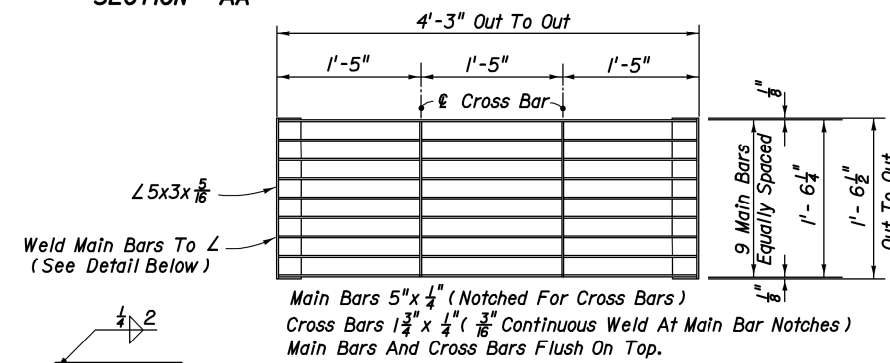 SECTION AA
4'-3" Out To Out
1'-5" 1'-5" 1'-5"
℄ Cross Bar
∠5x3x 5/16
Weld Main Bars To ∠
(See Detail Below)
1/8"
9 Main Bars
Equally Spaced
1'- 6 1/4"
1'- 6 1/2"
Out To Out
1/8"
Main Bars 5"x 1/4" (Notched For Cross Bars)
Cross Bars 1 3/4"x 1/4"( 3/16" Continuous Weld At Main Bar Notches)
Main Bars And Cross Bars Flush On Top.
1/4 2